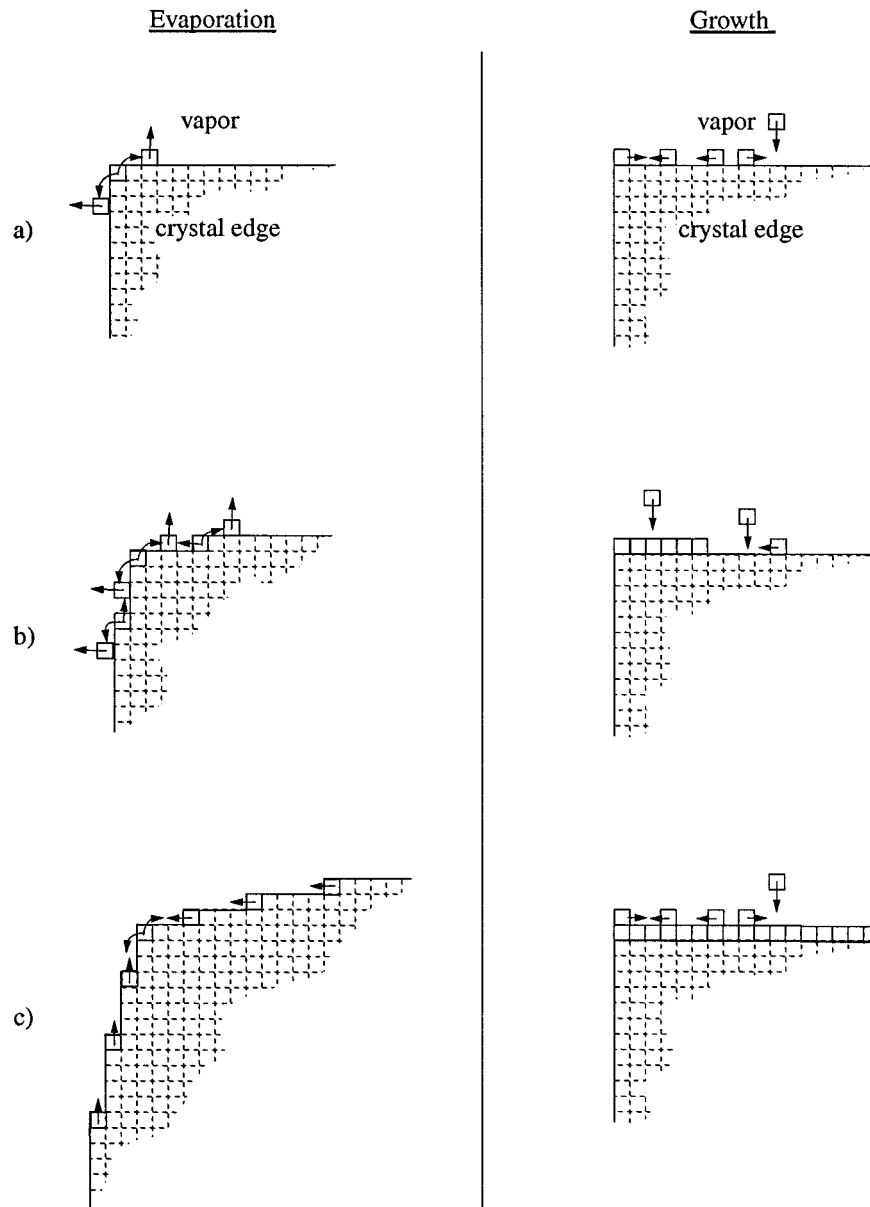 Evaporation
Growth
vapor
vapor
a)
crystal edge
crystal edge
b)
c)